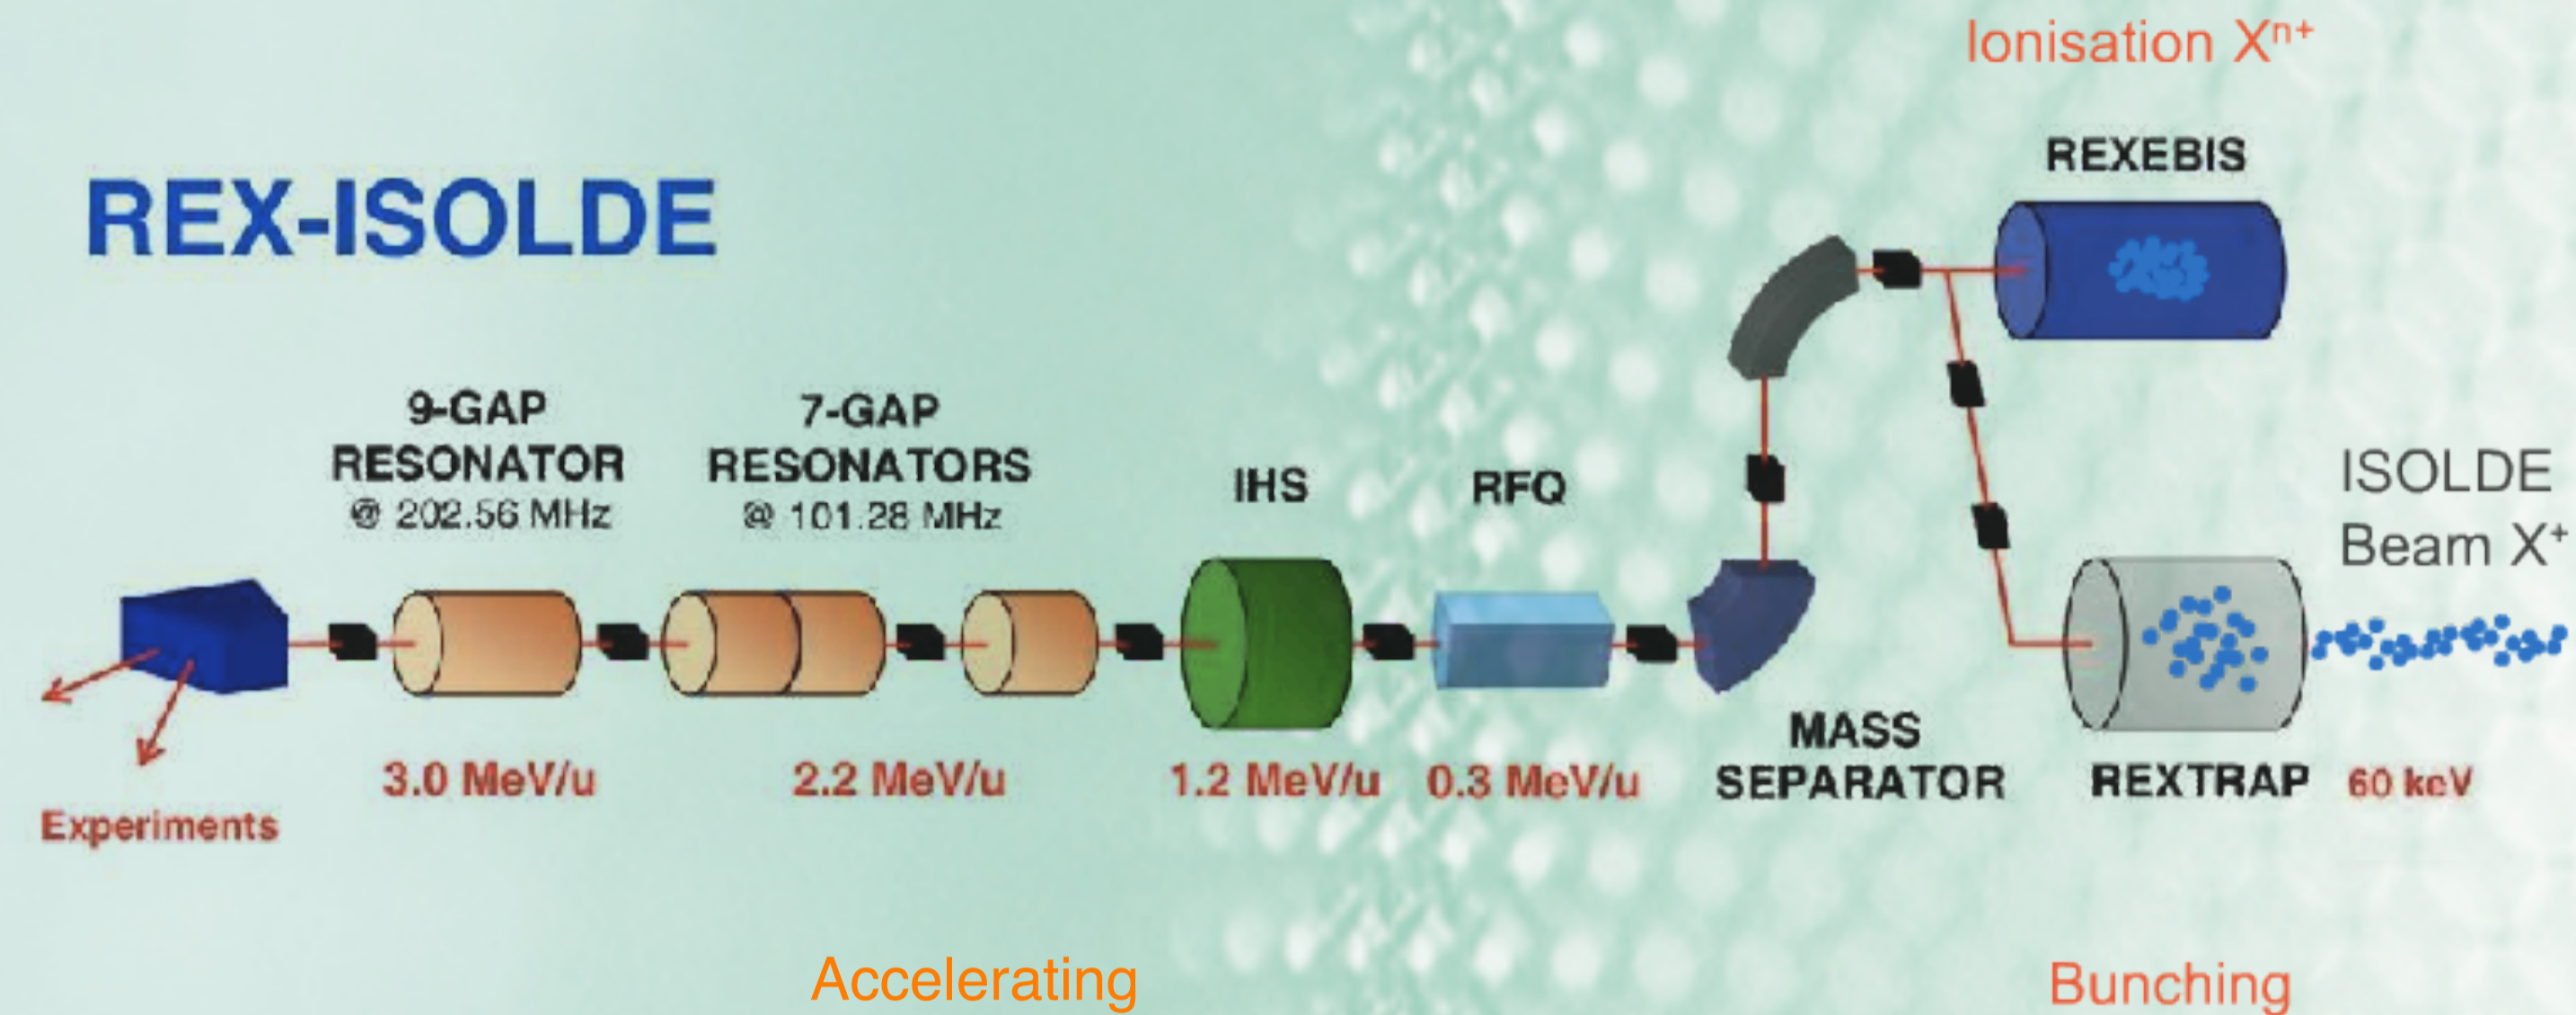 Ionisation Xⁿ⁺
REXEBIS
REX-ISOLDE
9-GAP
RESONATOR
@ 202.56 MHz
7-GAP
RESONATORS
@ 101.28 MHz
IHS
RFQ
ISOLDE
Beam X⁺
MASS
SEPARATOR
REXTRAP
60 keV
3.0 MeV/u
2.2 MeV/u
1.2 MeV/u
0.3 MeV/u
Experiments
Accelerating
Bunching